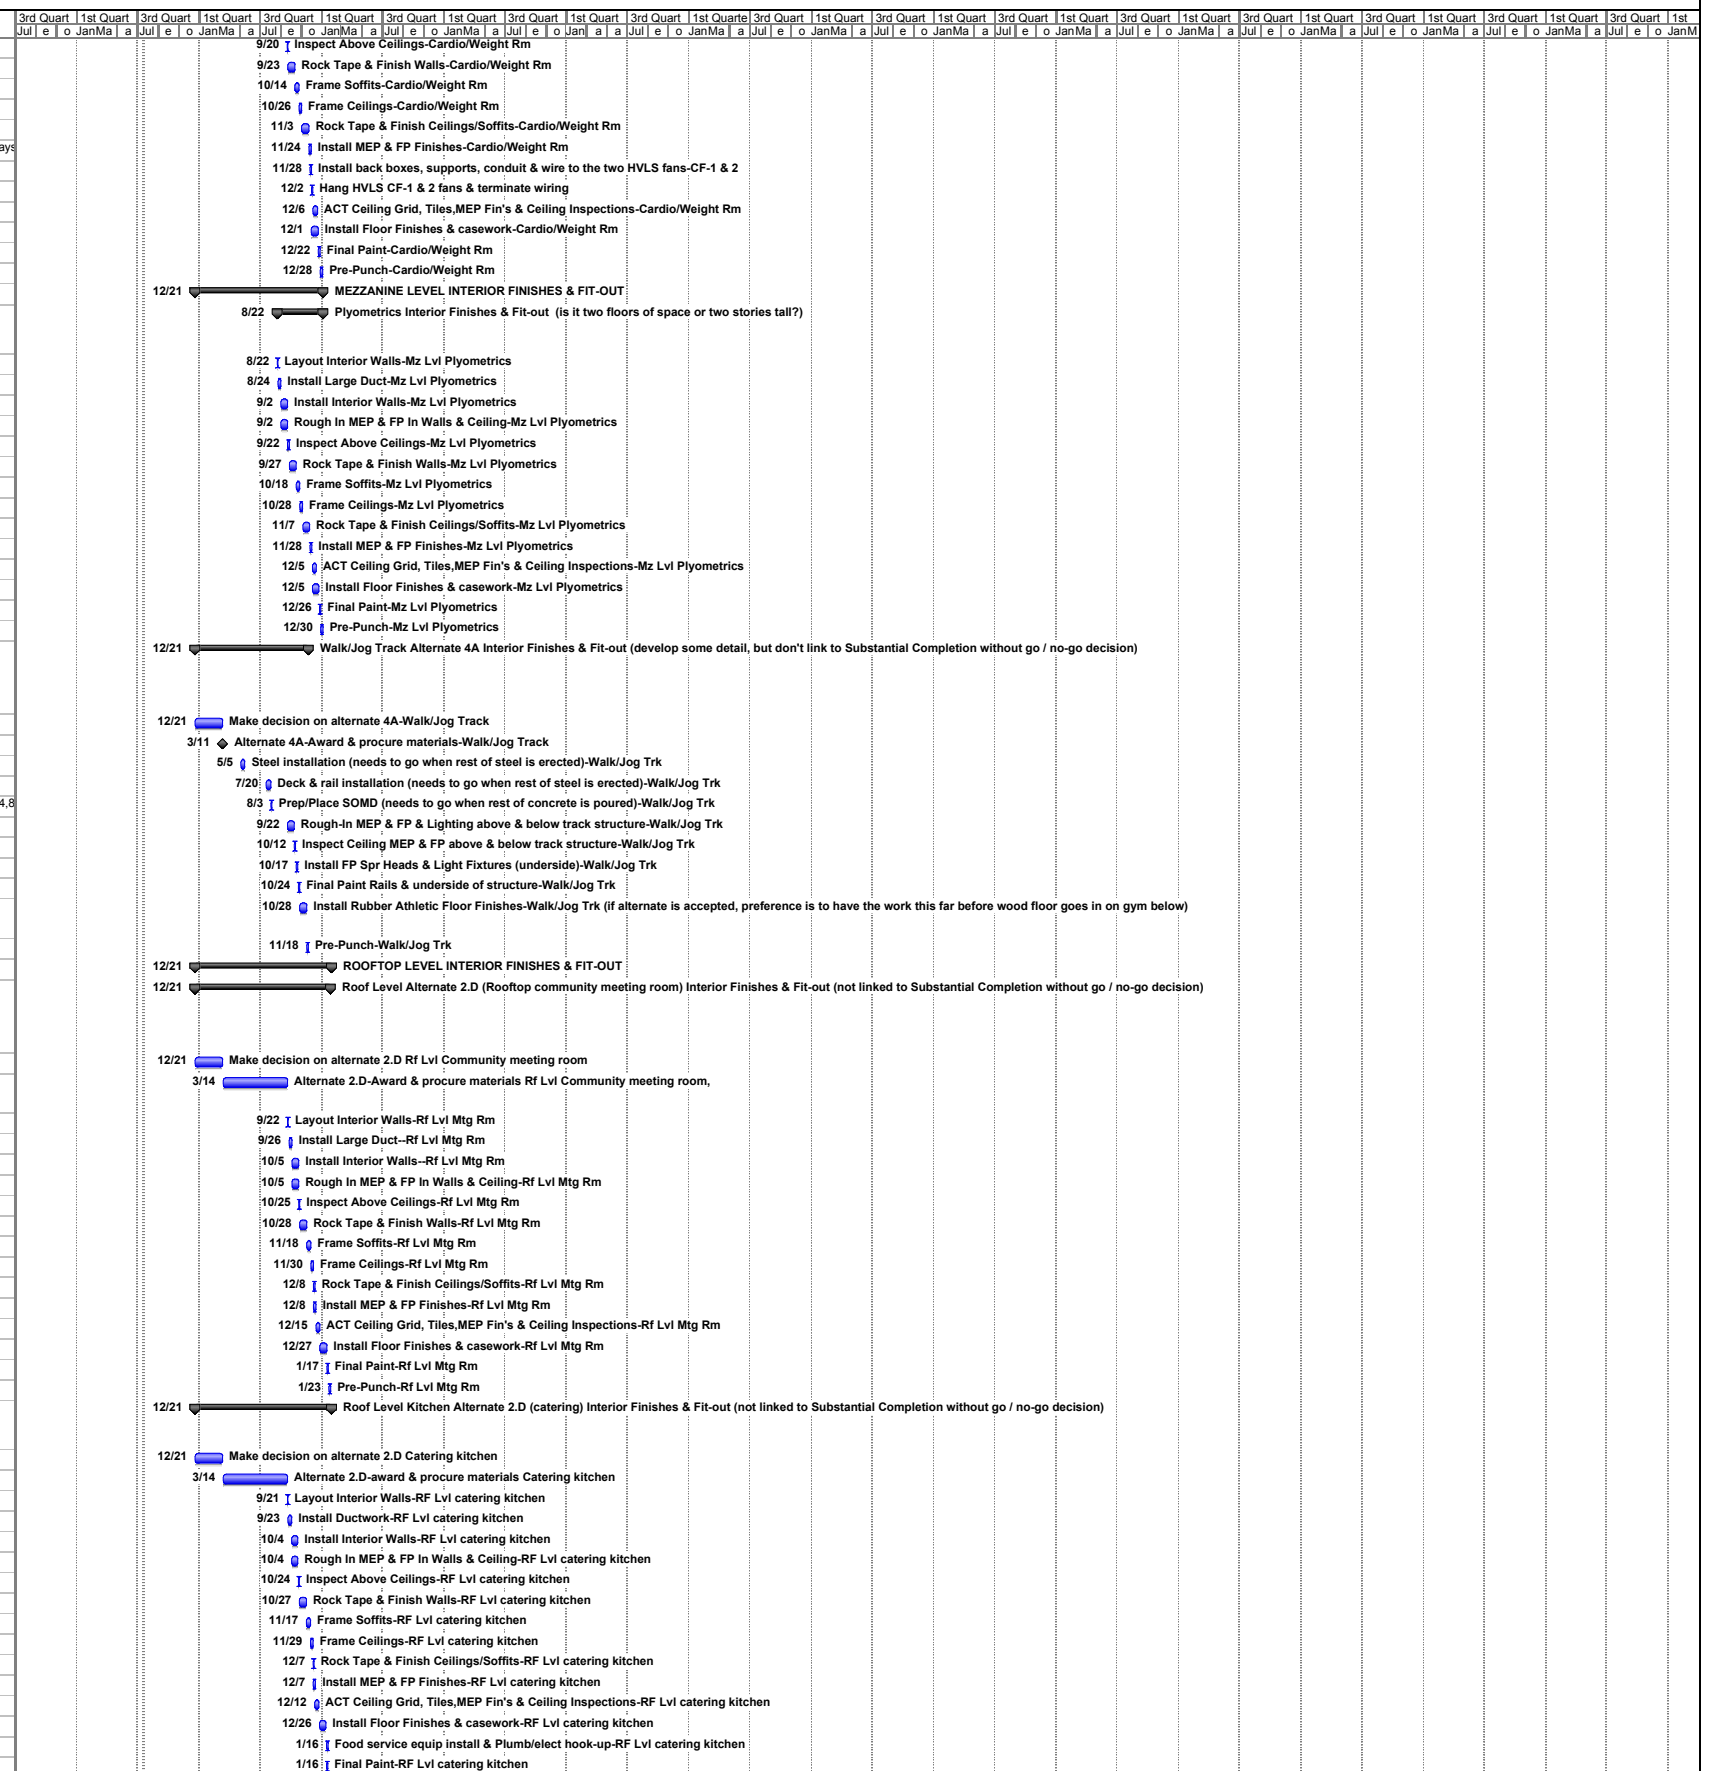 3rd Quart 1st Quart 3rd Quart 1st Quart 3rd Quart 1st Quart 3rd Quart 1st Quart 3rd Quart 1st Quart 3rd Quart 1st Quarte 3rd Quart 1st Quart 3rd Quart 1st Quart 3rd Quart 1st Quart 3rd Quart 1st Quart 3rd Quart 1st Quart 3rd Quart 1st Quart 3rd Quart 1st Quart 3rd Quart 1st
Jul e o JanMa a Jul e o JanMa a Jul e o JanMa a Jul e o JanMa a Jul e o Jan a a Jul e o JanMa a Jul e o JanMa a Jul e o JanMa a Jul e o JanMa a Jul e o JanMa a Jul e o JanMa a Jul e o JanMa a Jul e o JanMa a Jul e o JanM
9/20 Inspect Above Ceilings-Cardio/Weight Rm
9/23 Rock Tape & Finish Walls-Cardio/Weight Rm
10/14 Frame Soffits-Cardio/Weight Rm
10/26 Frame Ceilings-Cardio/Weight Rm
11/3 Rock Tape & Finish Ceilings/Soffits-Cardio/Weight Rm
ays 11/24 Install MEP & FP Finishes-Cardio/Weight Rm
11/28 Install back boxes, supports, conduit & wire to the two HVLS fans-CF-1 & 2
12/2 Hang HVLS CF-1 & 2 fans & terminate wiring
12/6 ACT Ceiling Grid, Tiles,MEP Fin's & Ceiling Inspections-Cardio/Weight Rm
12/1 Install Floor Finishes & casework-Cardio/Weight Rm
12/22 Final Paint-Cardio/Weight Rm
12/28 Pre-Punch-Cardio/Weight Rm
12/21 MEZZANINE LEVEL INTERIOR FINISHES & FIT-OUT
8/22 Plyometrics Interior Finishes & Fit-out (is it two floors of space or two stories tall?)
8/22 Layout Interior Walls-Mz Lvl Plyometrics
8/24 Install Large Duct-Mz Lvl Plyometrics
9/2 Install Interior Walls-Mz Lvl Plyometrics
9/2 Rough In MEP & FP In Walls & Ceiling-Mz Lvl Plyometrics
9/22 Inspect Above Ceilings-Mz Lvl Plyometrics
9/27 Rock Tape & Finish Walls-Mz Lvl Plyometrics
10/18 Frame Soffits-Mz Lvl Plyometrics
10/28 Frame Ceilings-Mz Lvl Plyometrics
11/7 Rock Tape & Finish Ceilings/Soffits-Mz Lvl Plyometrics
11/28 Install MEP & FP Finishes-Mz Lvl Plyometrics
12/5 ACT Ceiling Grid, Tiles,MEP Fin's & Ceiling Inspections-Mz Lvl Plyometrics
12/5 Install Floor Finishes & casework-Mz Lvl Plyometrics
12/26 Final Paint-Mz Lvl Plyometrics
12/30 Pre-Punch-Mz Lvl Plyometrics
12/21 Walk/Jog Track Alternate 4A Interior Finishes & Fit-out (develop some detail, but don't link to Substantial Completion without go / no-go decision)
12/21 Make decision on alternate 4A-Walk/Jog Track
3/11 Alternate 4A-Award & procure materials-Walk/Jog Track
5/5 Steel installation (needs to go when rest of steel is erected)-Walk/Jog Trk
7/20 Deck & rail installation (needs to go when rest of steel is erected)-Walk/Jog Trk
4,8 8/3 Prep/Place SOMD (needs to go when rest of concrete is poured)-Walk/Jog Trk
9/22 Rough-In MEP & FP & Lighting above & below track structure-Walk/Jog Trk
10/12 Inspect Ceiling MEP & FP above & below track structure-Walk/Jog Trk
10/17 Install FP Spr Heads & Light Fixtures (underside)-Walk/Jog Trk
10/24 Final Paint Rails & underside of structure-Walk/Jog Trk
10/28 Install Rubber Athletic Floor Finishes-Walk/Jog Trk (if alternate is accepted, preference is to have the work this far before wood floor goes in on gym below)
11/18 Pre-Punch-Walk/Jog Trk
12/21 ROOFTOP LEVEL INTERIOR FINISHES & FIT-OUT
12/21 Roof Level Alternate 2.D (Rooftop community meeting room) Interior Finishes & Fit-out (not linked to Substantial Completion without go / no-go decision)
12/21 Make decision on alternate 2.D Rf Lvl Community meeting room
3/14 Alternate 2.D-Award & procure materials Rf Lvl Community meeting room,
9/22 Layout Interior Walls-Rf Lvl Mtg Rm
9/26 Install Large Duct--Rf Lvl Mtg Rm
10/5 Install Interior Walls--Rf Lvl Mtg Rm
10/5 Rough In MEP & FP In Walls & Ceiling-Rf Lvl Mtg Rm
10/25 Inspect Above Ceilings-Rf Lvl Mtg Rm
10/28 Rock Tape & Finish Walls-Rf Lvl Mtg Rm
11/18 Frame Soffits-Rf Lvl Mtg Rm
11/30 Frame Ceilings-Rf Lvl Mtg Rm
12/8 Rock Tape & Finish Ceilings/Soffits-Rf Lvl Mtg Rm
12/8 Install MEP & FP Finishes-Rf Lvl Mtg Rm
12/15 ACT Ceiling Grid, Tiles,MEP Fin's & Ceiling Inspections-Rf Lvl Mtg Rm
12/27 Install Floor Finishes & casework-Rf Lvl Mtg Rm
1/17 Final Paint-Rf Lvl Mtg Rm
1/23 Pre-Punch-Rf Lvl Mtg Rm
12/21 Roof Level Kitchen Alternate 2.D (catering) Interior Finishes & Fit-out (not linked to Substantial Completion without go / no-go decision)
12/21 Make decision on alternate 2.D Catering kitchen
3/14 Alternate 2.D-award & procure materials Catering kitchen
9/21 Layout Interior Walls-RF Lvl catering kitchen
9/23 Install Ductwork-RF Lvl catering kitchen
10/4 Install Interior Walls-RF Lvl catering kitchen
10/4 Rough In MEP & FP In Walls & Ceiling-RF Lvl catering kitchen
10/24 Inspect Above Ceilings-RF Lvl catering kitchen
10/27 Rock Tape & Finish Walls-RF Lvl catering kitchen
11/17 Frame Soffits-RF Lvl catering kitchen
11/29 Frame Ceilings-RF Lvl catering kitchen
12/7 Rock Tape & Finish Ceilings/Soffits-RF Lvl catering kitchen
12/7 Install MEP & FP Finishes-RF Lvl catering kitchen
12/12 ACT Ceiling Grid, Tiles,MEP Fin's & Ceiling Inspections-RF Lvl catering kitchen
12/26 Install Floor Finishes & casework-RF Lvl catering kitchen
1/16 Food service equip install & Plumb/elect hook-up-RF Lvl catering kitchen
1/16 Final Paint-RF Lvl catering kitchen